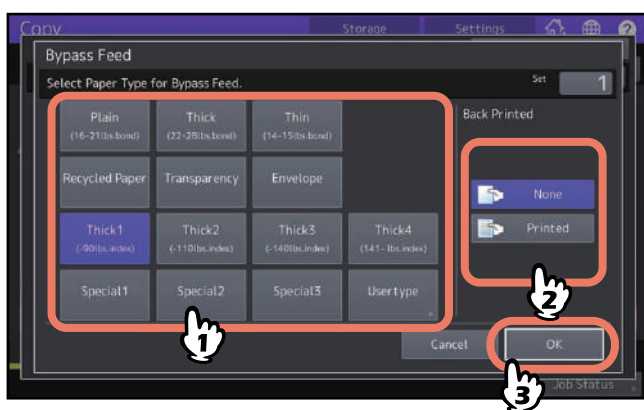 Copy
Storage
Settings
Bypass Feed
Select Paper Type for Bypass Feed.
Set
1
Plain
(16-21lbs.bond)
Thick
(22-28lbs.bond)
Thin
(14-15lbs.bond)
Back Printed
Recycled Paper
Transparency
Envelope
None
Thick1
(-90lbs.index)
Thick2
(-110lbs.index)
Thick3
(-140lbs.index)
Thick4
(141- lbs.index)
Printed
Special1
Special2
Special3
Usertype
1
2
Cancel
OK
3
Job Status